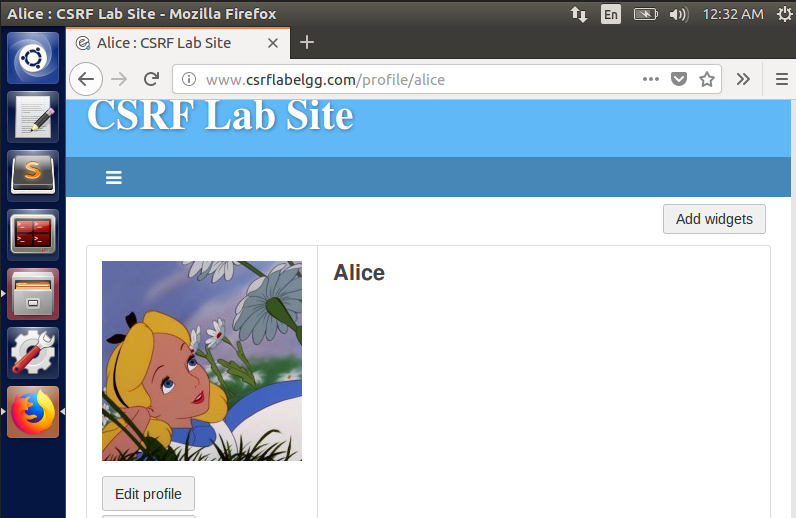 Alice : CSRF Lab Site - Mozilla Firefox
En
12:32 AM
Alice : CSRF Lab Site
www.csrflabelgg.com/profile/alice
CSRF Lab Site
Add widgets
Alice
Edit profile